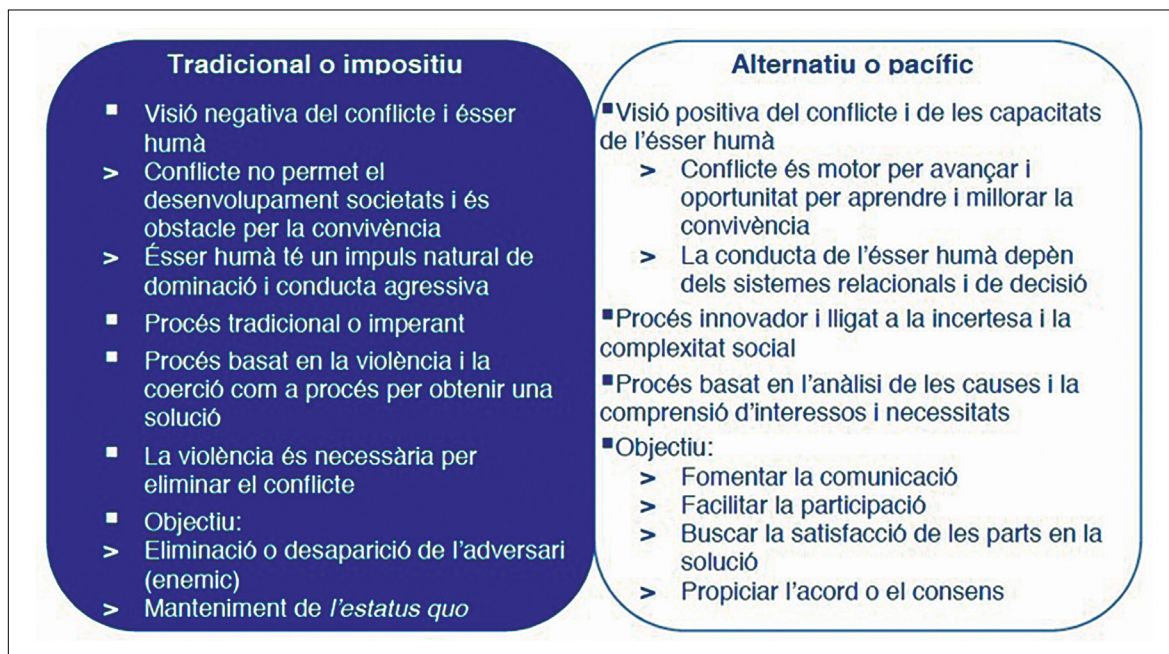 Tradicional o impositiu
▪ Visió negativa del conflicte i ésser
humà
> Conflicte no permet el
desenvolupament societats i és
obstacle per la convivència
> Ésser humà té un impuls natural de
dominació i conducta agressiva
▪ Procés tradicional o imperant
▪ Procés basat en la violència i la
coerció com a procés per obtenir una
solució
▪ La violència és necessària per
eliminar el conflicte
▪ Objectiu:
> Eliminació o desaparició de l’adversari
(enemic)
> Manteniment de l’estatus quo
Alternatiu o pacífic
▪Visió positiva del conflicte i de les capacitats
de l’ésser humà
> Conflicte és motor per avançar i
oportunitat per aprendre i millorar la
convivència
> La conducta de l’ésser humà depèn
dels sistemes relacionals i de decisió
▪Procés innovador i lligat a la incertesa i la
complexitat social
▪Procés basat en l’anàlisi de les causes i la
comprensió d’interessos i necessitats
▪Objectiu:
> Fomentar la comunicació
> Facilitar la participació
> Buscar la satisfacció de les parts en la
solució
> Propiciar l’acord o el consens